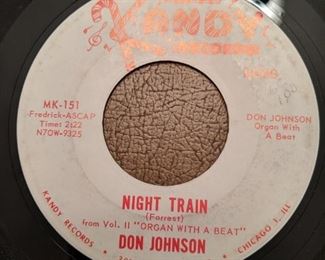 KANDY
RECORDS
MK-151
Fredrick-ASCAP
Time: 2:22
N70W-9325
DON JOHNSON
Organ With
A Beat
NIGHT TRAIN
(Forrest)
from Vol. II "ORGAN WITH A BEAT"
DON JOHNSON
KANDY RECORDS
CHICAGO 1, ILL